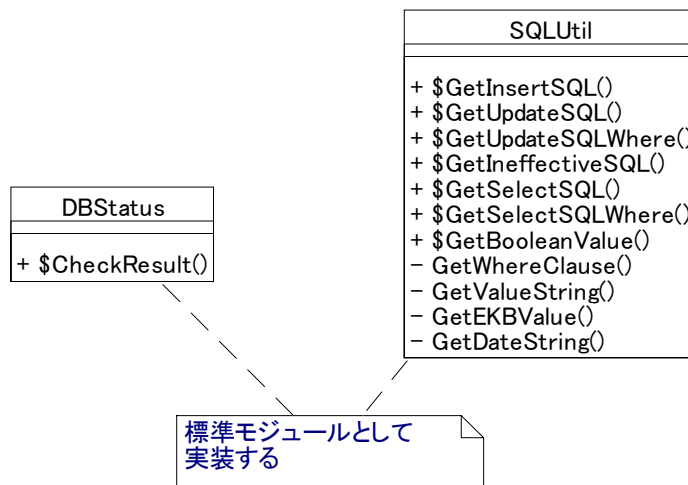 SQLUtil
+ $GetInsertSQL()
+ $GetUpdateSQL()
+ $GetUpdateSQLWhere()
+ $GetIneffectiveSQL()
+ $GetSelectSQL()
+ $GetSelectSQLWhere()
+ $GetBooleanValue()
- GetWhereClause()
- GetValueString()
- GetEKBValue()
- GetDateString()
DBStatus
+ $CheckResult()
標準モジュールとして
実装する